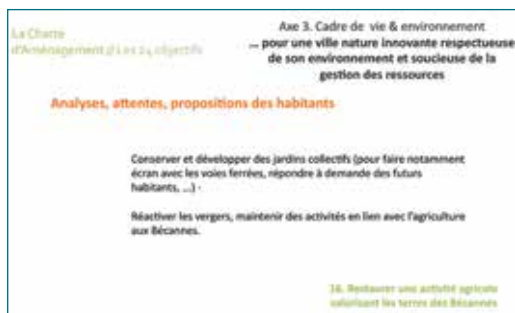 La Charte
d'Aménagement // Les 24 objectifs
Axe 3. Cadre de vie & environnement
... pour une ville nature innovante respectueuse
de son environnement et soucieuse de la
gestion des ressources
Analyses, attentes, propositions des habitants
Conserver et développer des jardins collectifs (pour faire notamment
écran avec les voies ferrées, répondre à demande des futurs
habitants, ...) -
Réactiver les vergers, maintenir des activités en lien avec l'agriculture
aux Bécannes.
16. Restaurer une activité agricole
valorisant les terres des Bécannes